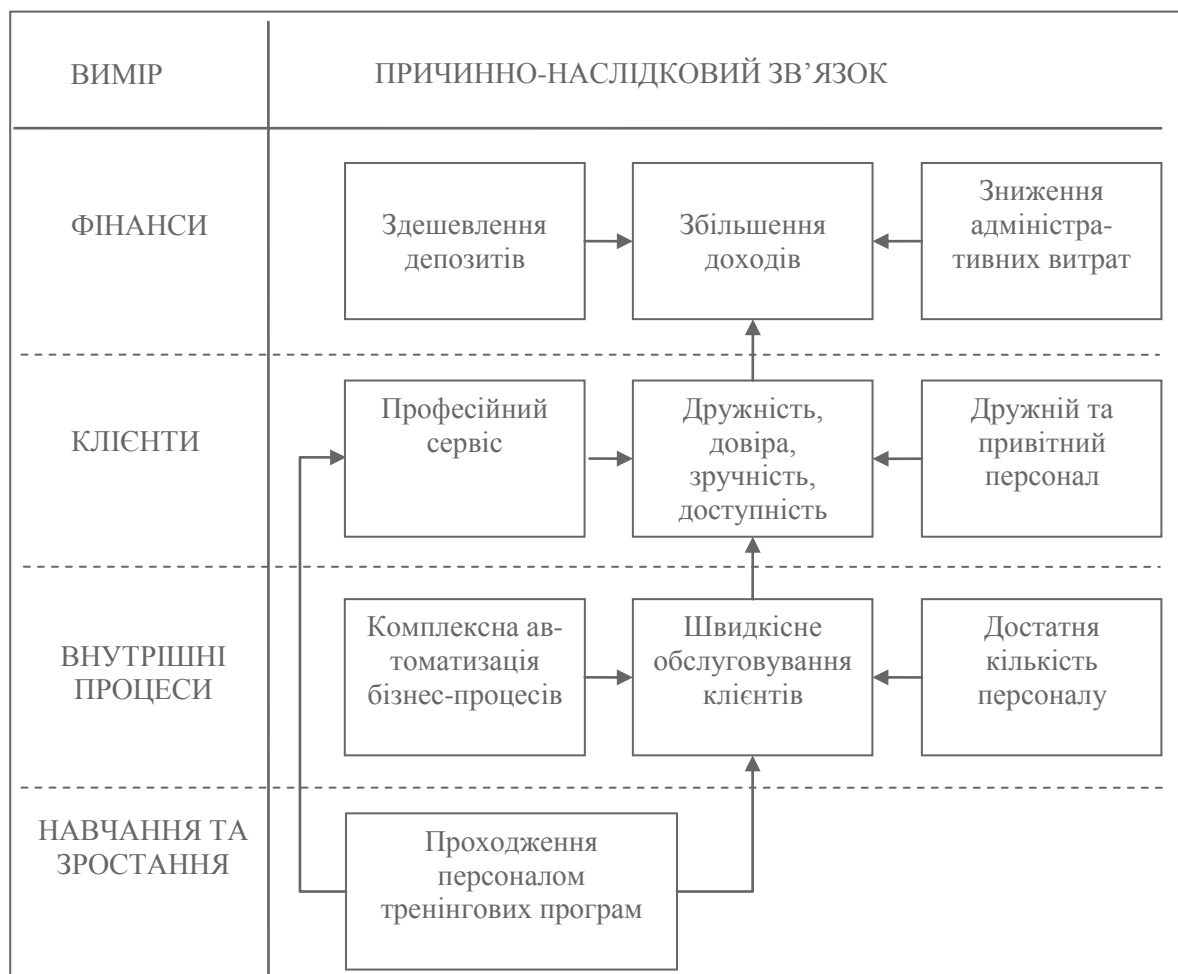 ВИМІР
ПРИЧИННО-НАСЛІДКОВИЙ ЗВ’ЯЗОК
ФІНАНСИ
Здешевлення
депозитів
Збільшення
доходів
Зниження
адміністра-
тивних витрат
КЛІЄНТИ
Професійний
сервіс
Дружність,
довіра,
зручність,
доступність
Дружній та
привітний
персонал
ВНУТРІШНІ
ПРОЦЕСИ
Комплексна ав-
томатизація
бізнес-процесів
Швидкісне
обслуговування
клієнтів
Достатня
кількість
персоналу
НАВЧАННЯ ТА
ЗРОСТАННЯ
Проходження
персоналом
тренінгових програм